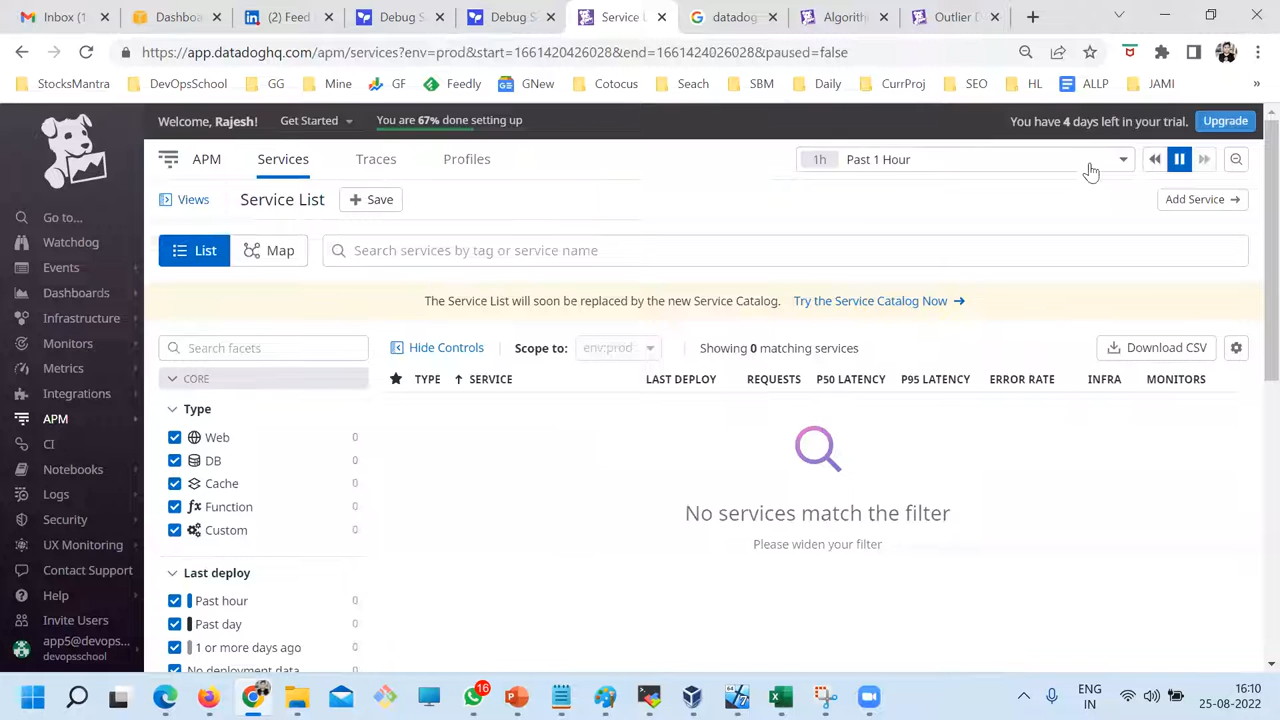 Inbox (
Dashboa
(2) Feed
Debug S
Debug S
Service L
datadog
Algorith
Outlier D
https://app.datadoghq.com/apm/services?env=prod&start=1661420426028&end=1661424026028&paused=false
StocksMantra
DevOpsSchool
GG
Mine
GF
Feedly
GNew
Cotocus
Seach
SBM
Daily
CurrProj
SEO
HL
ALLP
JAMI
»
Welcome, Rajesh!
Get Started
You are 67% done setting up
You have 4 days left in your trial.
Upgrade
APM
Services
Traces
Profiles
1h
Past 1 Hour
Views
Service List
+ Save
Add Service →
List
Map
Search services by tag or service name
The Service List will soon be replaced by the new Service Catalog. Try the Service Catalog Now →
Search facets
Hide Controls
Scope to:
env:prod
Showing 0 matching services
Download CSV
CORE
TYPE
↑ SERVICE
LAST DEPLOY
REQUESTS
P50 LATENCY
P95 LATENCY
ERROR RATE
INFRA
MONITORS
Type
Web 0
DB 0
Cache 0
Function 0
Custom 0
Last deploy
Past hour 0
Past day 0
1 or more days ago 0
No deployment data 0
No services match the filter
Please widen your filter
Go to...
Watchdog
Events
Dashboards
Infrastructure
Monitors
Metrics
Integrations
APM
CI
Notebooks
Logs
Security
UX Monitoring
Contact Support
Help
Invite Users
app5@devops...
devopsschool
16
ENG
IN
16:10
25-08-2022